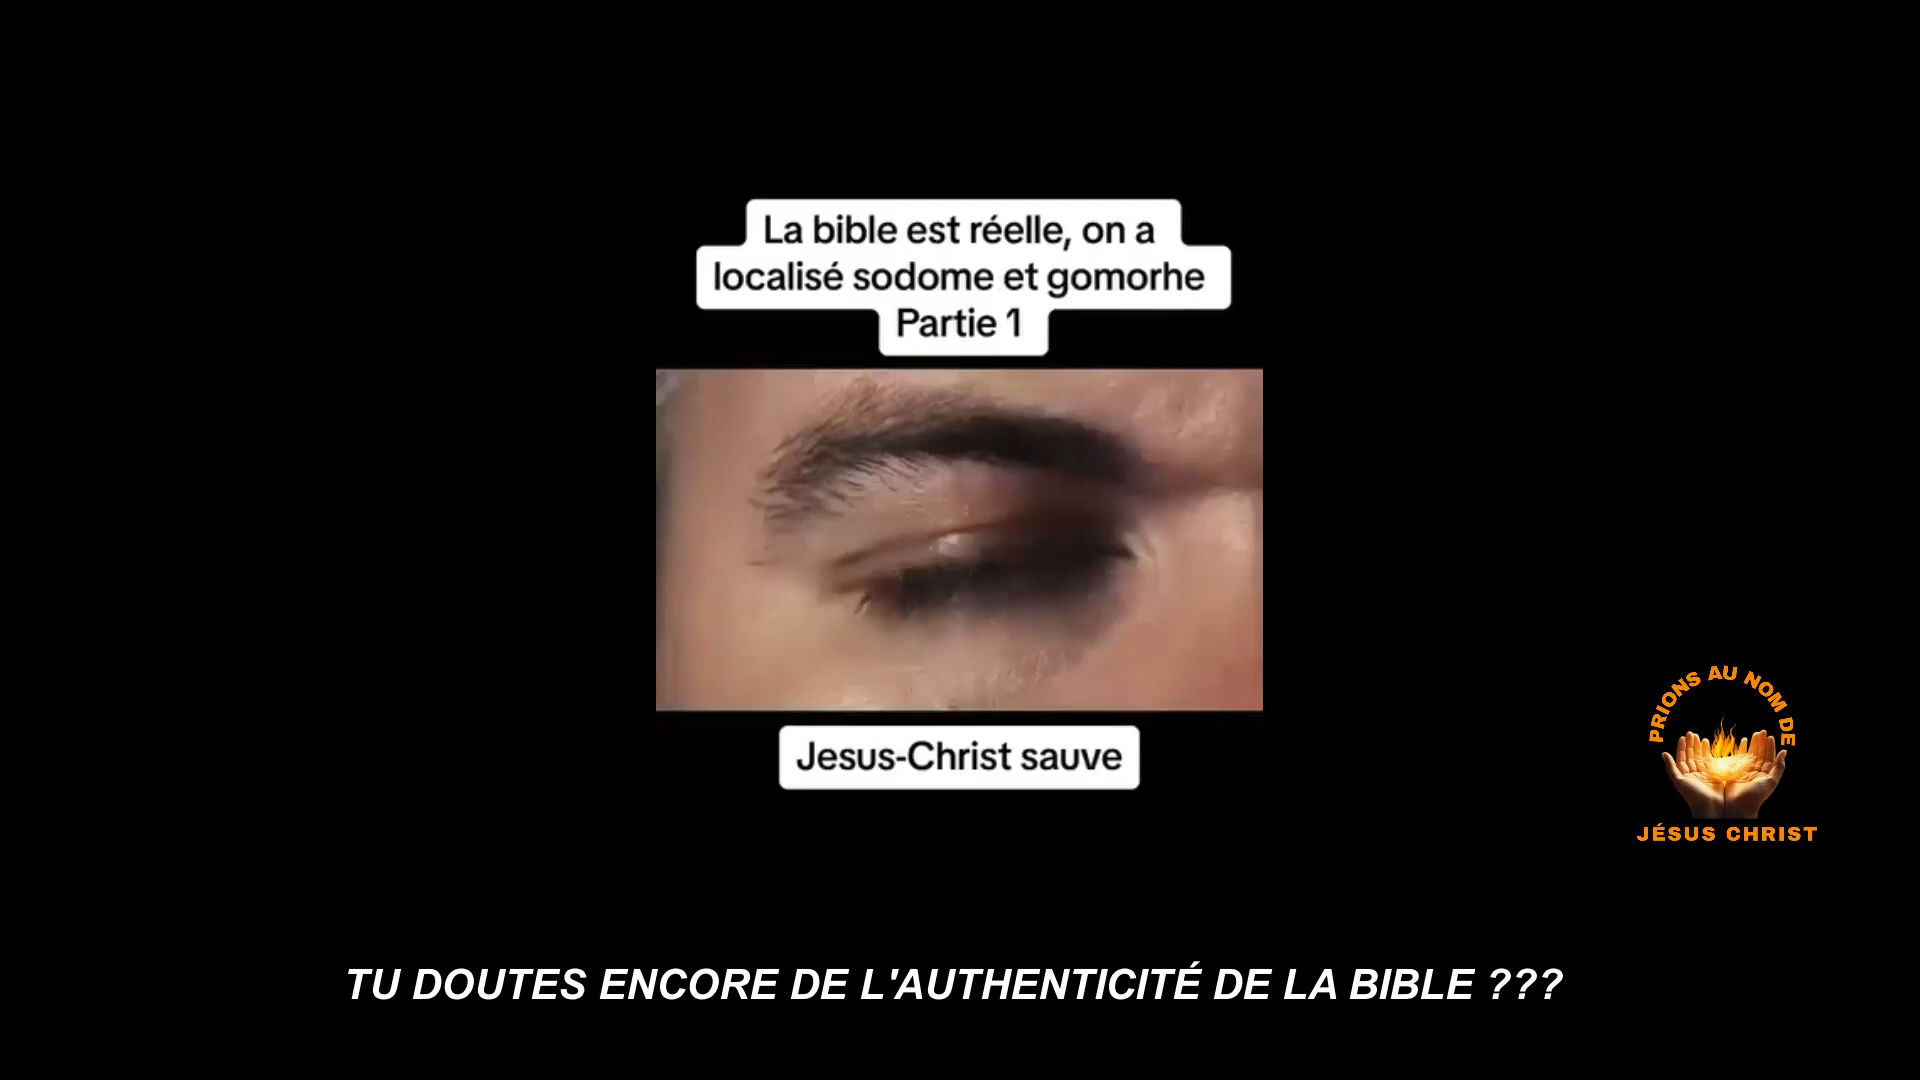 La bible est réelle, on a
localisé sodome et gomorhe
Partie 1
Jesus-Christ sauve
PRIONS AU NOM DE
JÉSUS CHRIST
TU DOUTES ENCORE DE L'AUTHENTICITÉ DE LA BIBLE ???